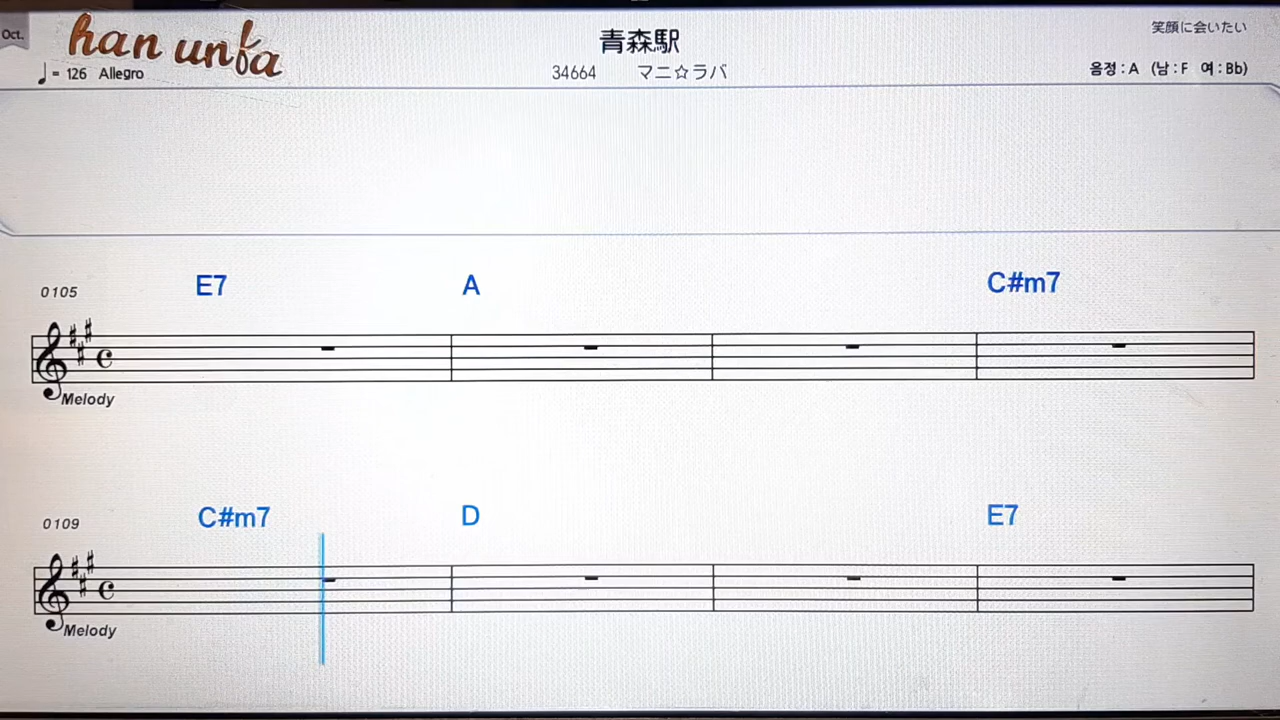 Oct.
han unfa
青森駅
笑顔に会いたい
♩= 126 Allegro
34664 マニ☆ラバ
음정 : A (남 : F 여 : Bb)
0105 E7 A C#m7
Melody
0109 C#m7 D E7
Melody